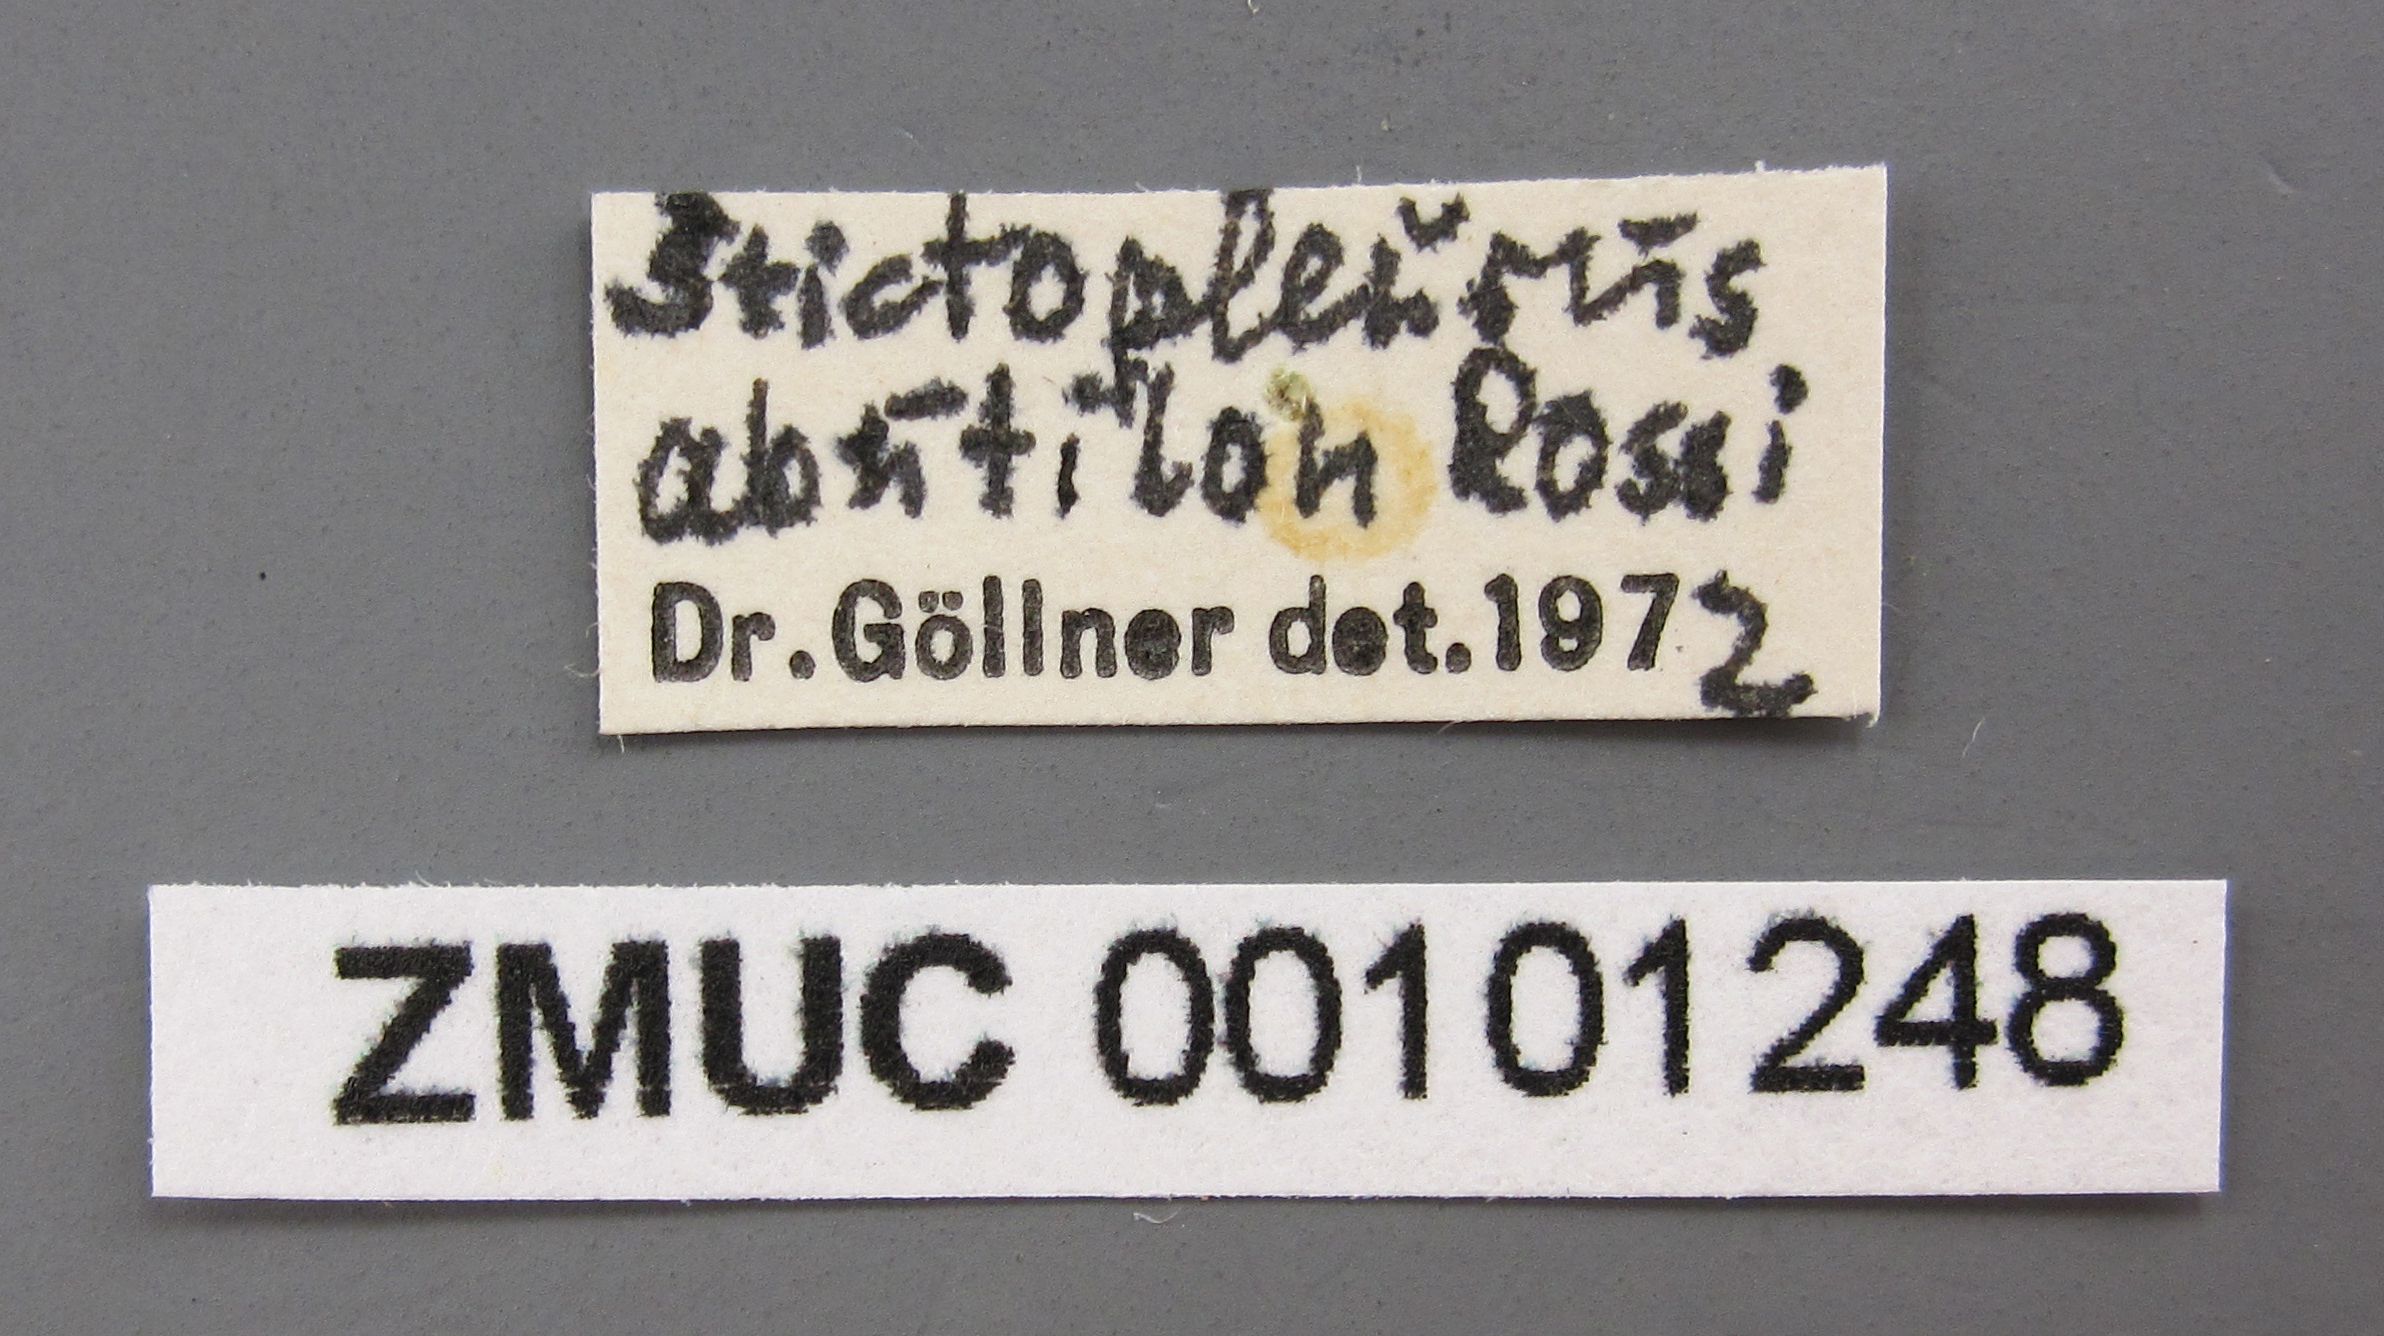 Stictopleurus
abutilon Rossi
Dr. Göllner det. 1972
ZMUC 00101248